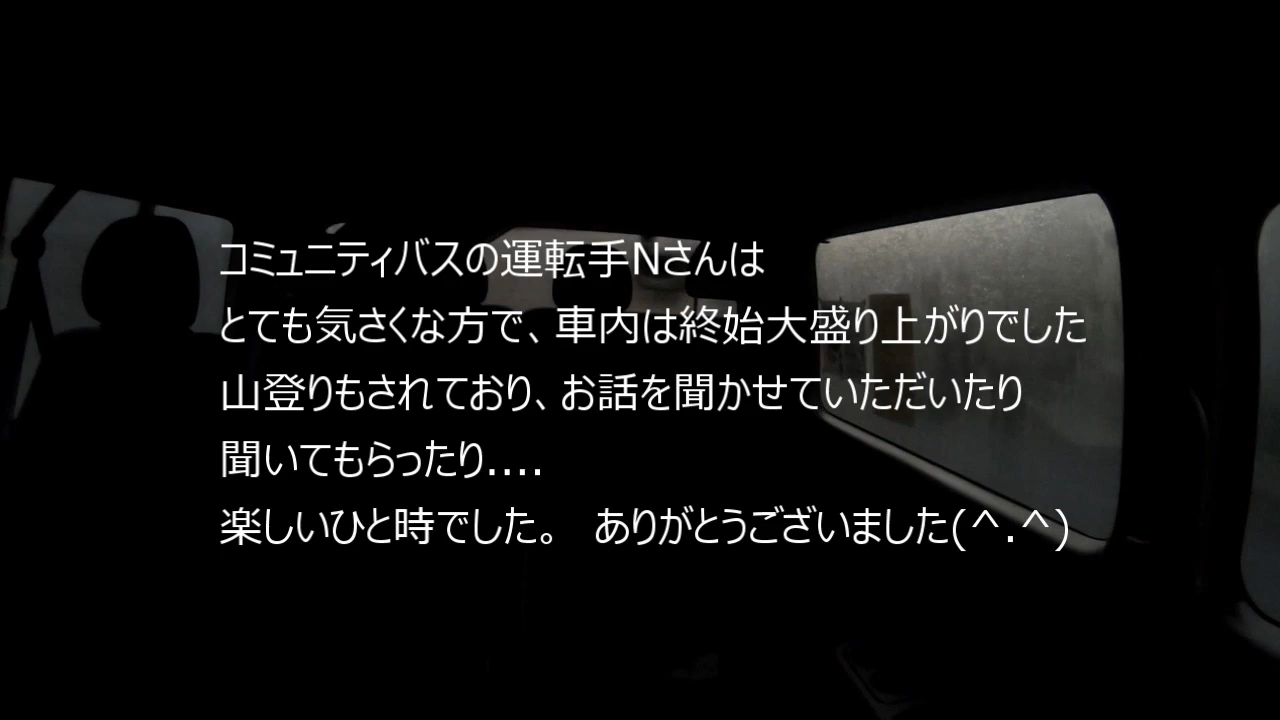 コミュニティバスの運転手Nさんは
とても気さくな方で、車内は終始大盛り上がりでした
山登りもされており、お話を聞かせていただいたり
聞いてもらったり....
楽しいひと時でした。　ありがとうございました(^.^)